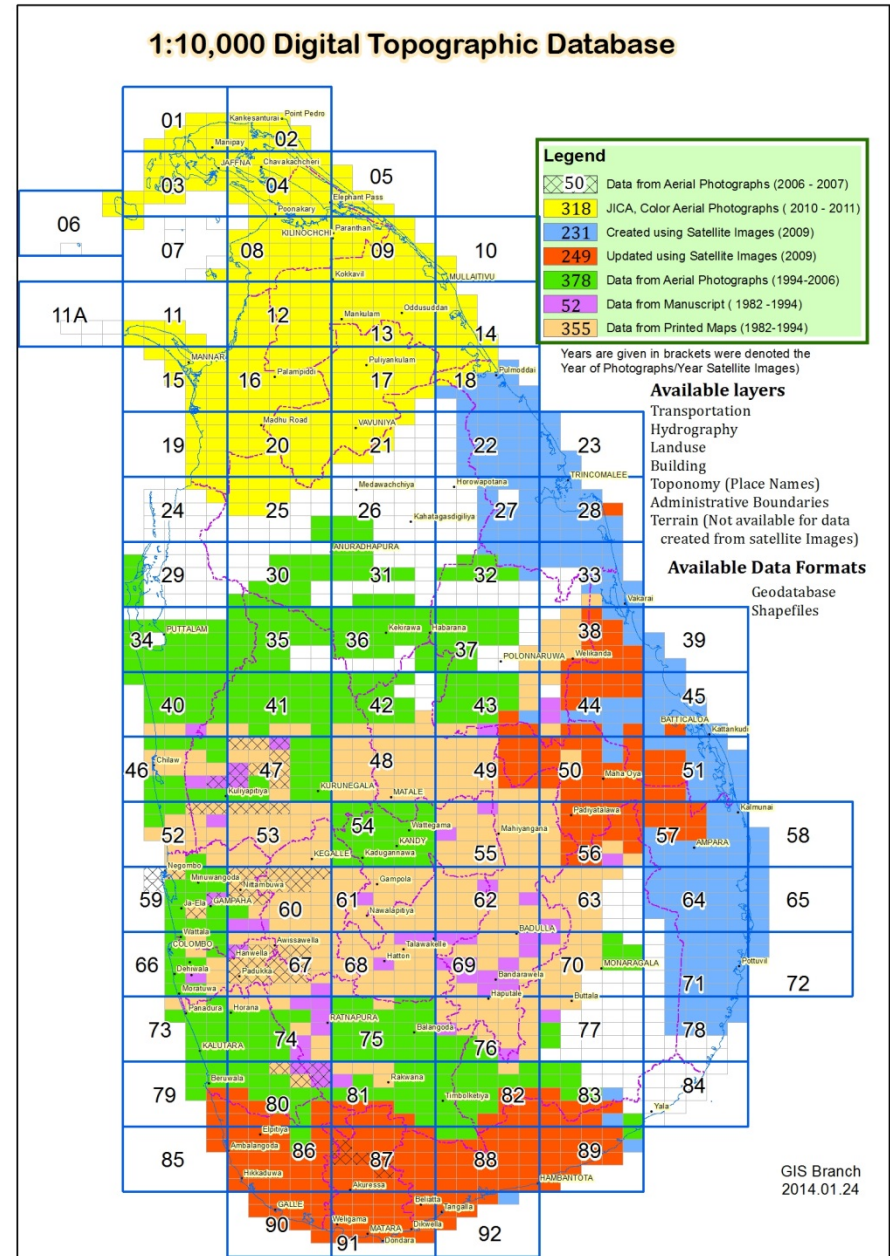 1:10,000 Digital Topographic Database
Legend
50 Data from Aerial Photographs (2006 - 2007)
318 JICA, Color Aerial Photographs ( 2010 - 2011)
231 Created using Satellite Images (2009)
249 Updated using Satellite Images (2009)
378 Data from Aerial Photographs (1994-2006)
52 Data from Manuscript ( 1982 -1994)
355 Data from Printed Maps (1982-1994)
Years are given in brackets were denoted the
Year of Photographs/Year Satellite Images)
Available layers
Transportation
Hydrography
Landuse
Building
Toponomy (Place Names)
Administrative Boundaries
Terrain (Not available for data
created from satellite Images)
Available Data Formats
Geodatabase
Shapefiles
Point Pedro
Kankesanturai
01
02
Manipay
JAFFNA
Chavakachcheri
03
04
05
Elephant Pass
Poonakary
06
07
08
09
10
KILINOCHCHI
Paranthan
Kokkavil
MULLAITIVU
11A
11
12
13
14
Mankulam
Oddusuddan
MANNAR
15
16
17
18
Palampiddi
Puliyankulam
Pulmoddai
19
20
21
22
23
Madhu Road
VAVUNIYA
TRINCOMALEE
24
25
26
27
28
Medawachchiya
Horowapotana
Kahatagasdigiliya
ANURADHAPURA
29
30
31
32
33
Vakarai
34
35
36
37
38
39
PUTTALAM
Kekirawa
Habarana
POLONNARUWA
Welikanda
40
41
42
43
44
45
BATTICALOA
Kattankudi
46
47
48
49
50
51
Chilaw
Kuliyapitiya
KURUNEGALA
MATALE
Maha Oya
52
53
54
55
56
57
58
Wattegama
KANDY
Kadugannawa
KEGALLE
Mahiyangana
Padiyatalawa
Kalmunai
AMPARA
Negombo
59
60
61
62
63
64
65
Minuwangoda
Nittambuwa
Ja-Ela
GAMPAHA
Gampola
Nawalapitiya
BADULLA
Wattala
66
67
68
69
70
71
72
COLOMBO
Hanwella
Awissawella
Dehiwala
Padukka
Moratuwa
Talawakelle
Hatton
Bandarawela
Haputale
MONARAGALA
Buttala
Pottuvil
73
74
75
76
77
78
Panadura
Horana
RATNAPURA
Balangoda
KALUTARA
79
80
81
82
83
84
Beruwala
Rakwana
Timbolketiya
Yala
85
86
87
88
89
Elpitiya
Ambalangoda
Hikkaduwa
Akuressa
HAMBANTOTA
90
91
92
GALLE
Weligama
MATARA
Dondara
Dikwella
Beliatta
Tangalla
GIS Branch
2014.01.24